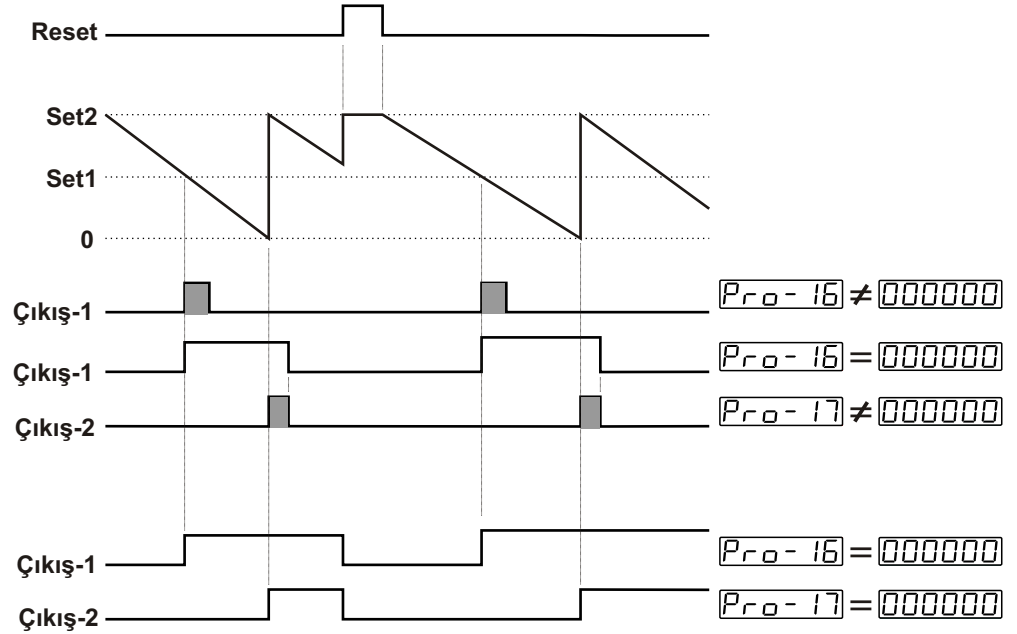 Reset
Set2
Set1
0
Çıkış-1 Pro-16 ≠ 000000
Çıkış-1 Pro-16 = 000000
Çıkış-2 Pro-17 ≠ 000000
Çıkış-1 Pro-16 = 000000
Çıkış-2 Pro-17 = 000000